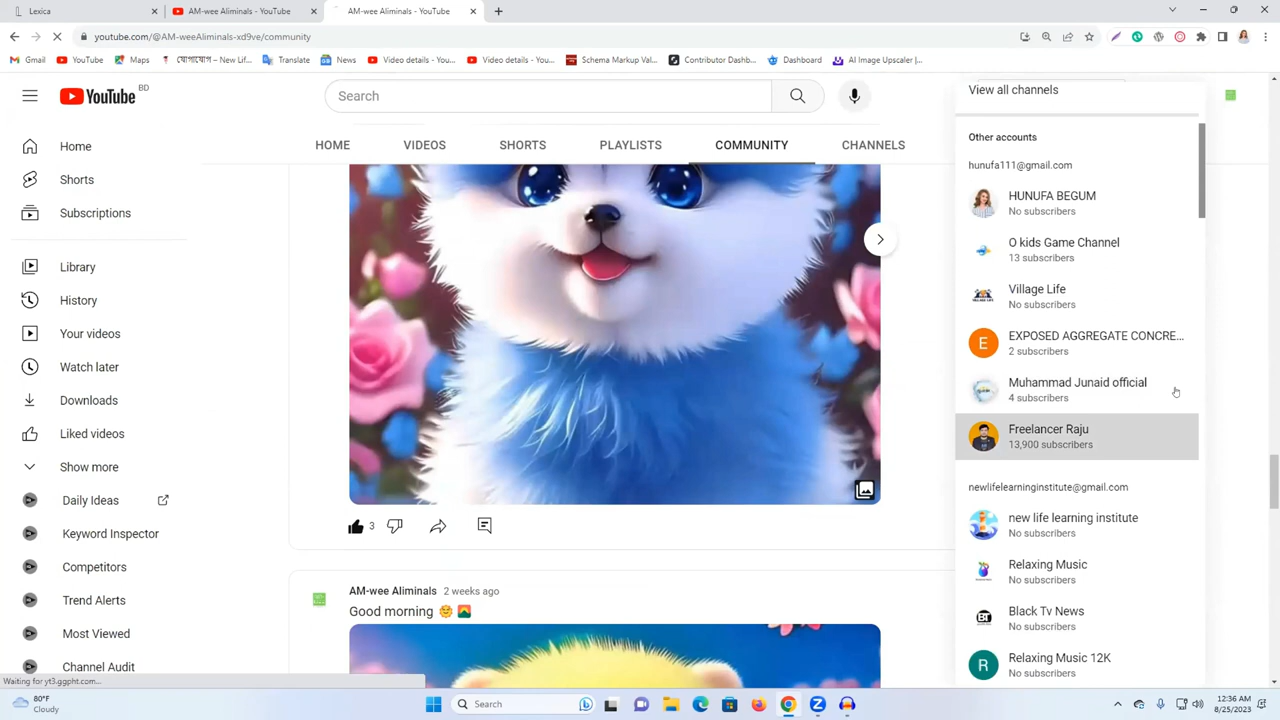 Lexica
AM-wee Aliminals - YouTube
AM-wee Aliminals - YouTube
youtube.com/@AM-weeAliminals-xd9ve/community
Gmail
YouTube
Maps
যোগাযোগ – New Lif...
Translate
News
Video details - You...
Video details - You...
Schema Markup Val...
Contributor Dashb...
Dashboard
AI Image Upscaler |...
YouTube BD
Search
HOME
VIDEOS
SHORTS
PLAYLISTS
COMMUNITY
CHANNELS
Home
Shorts
Subscriptions
Library
History
Your videos
Watch later
Downloads
Liked videos
Show more
Daily Ideas
Keyword Inspector
Competitors
Trend Alerts
Most Viewed
Channel Audit
Waiting for yt3.ggpht.com...
3
AM-wee Aliminals 2 weeks ago
Good morning
View all channels
Other accounts
hunufa111@gmail.com
HUNUFA BEGUM
No subscribers
O kids Game Channel
13 subscribers
Village Life
No subscribers
E
EXPOSED AGGREGATE CONCRE...
2 subscribers
Muhammad Junaid official
4 subscribers
Freelancer Raju
13,900 subscribers
newlifelearninginstitute@gmail.com
new life learning institute
No subscribers
Relaxing Music
No subscribers
BT
Black Tv News
No subscribers
R
Relaxing Music 12K
No subscribers
80°F
Cloudy
Search
12:36 AM
8/25/2023